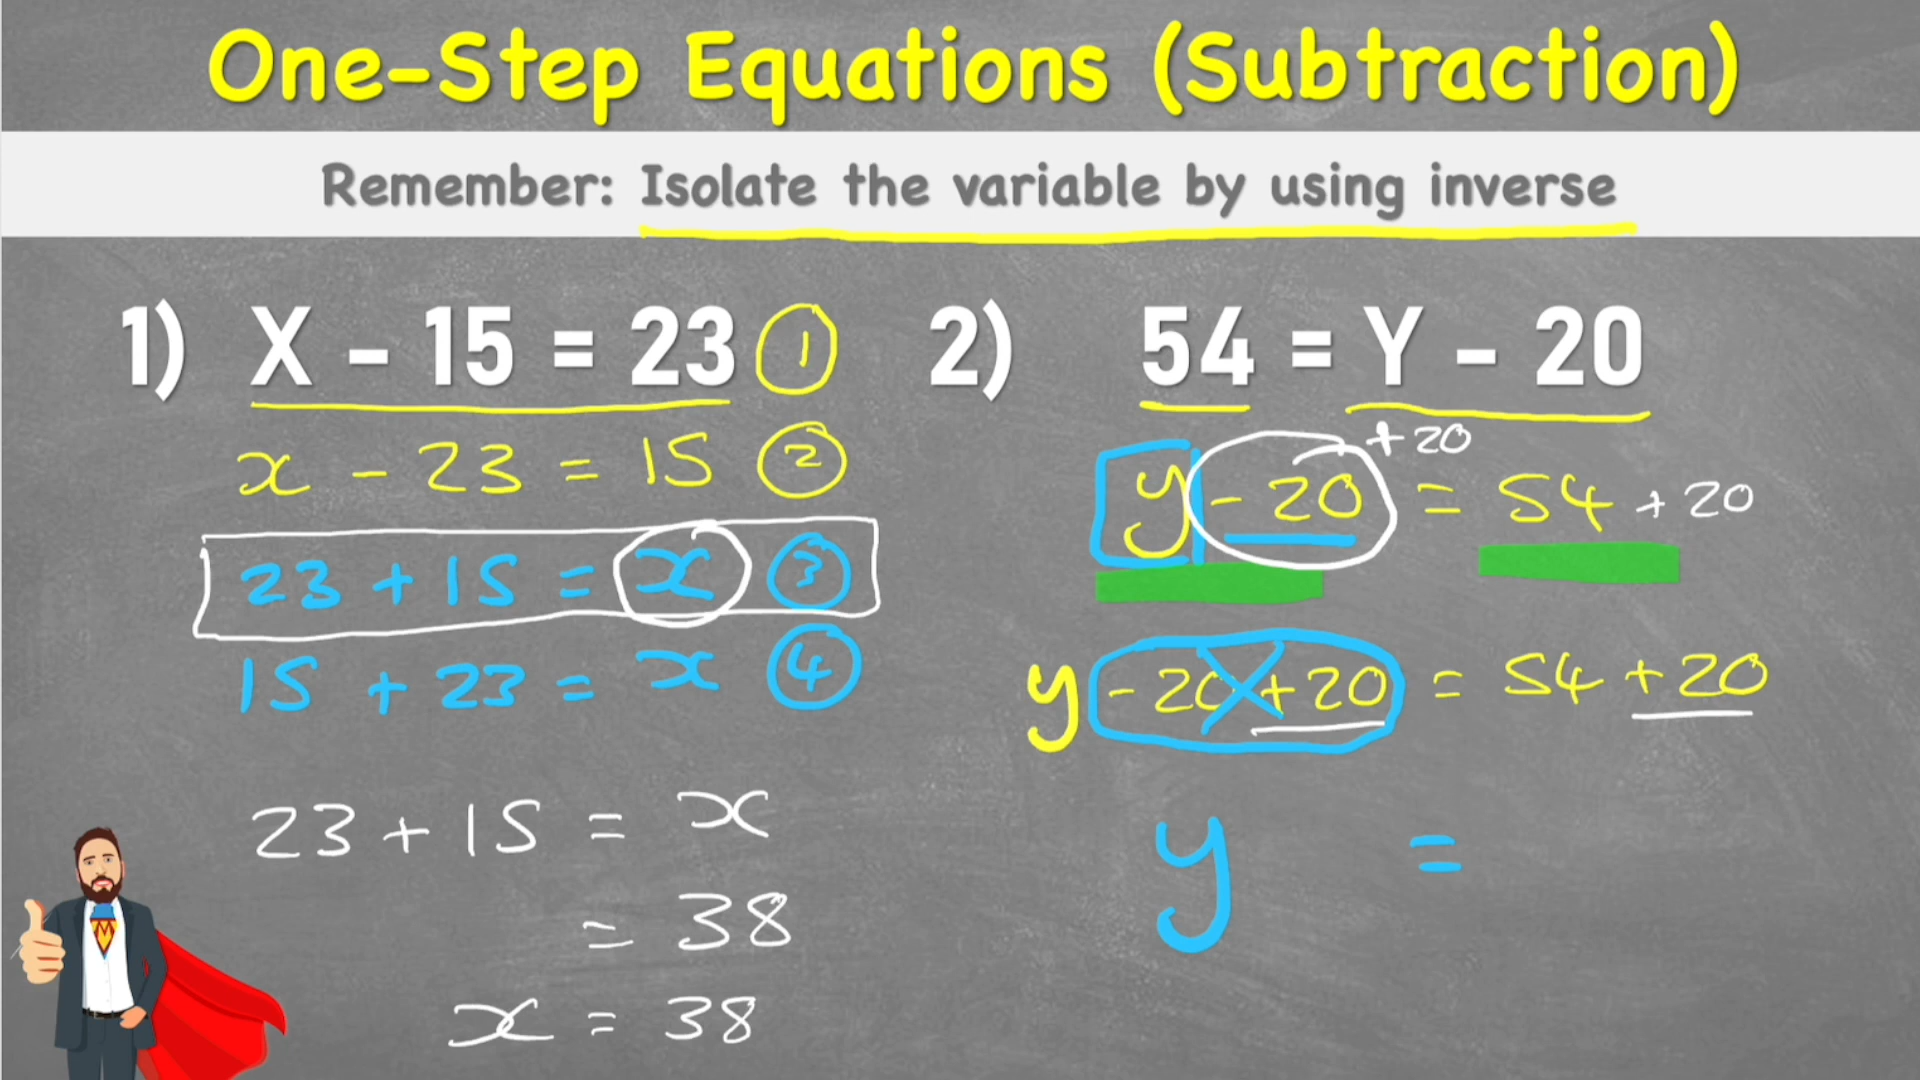 One-Step Equations (Subtraction)
Remember: Isolate the variable by using inverse
1) X - 15 = 23 ①
x - 23 = 15 ②
23 + 15 = x ③
15 + 23 = x ④
23 + 15 = x
= 38
x = 38
2) 54 = Y - 20
+ 20
y - 20 = 54 + 20
y - 20 + 20 = 54 + 20
y =
M